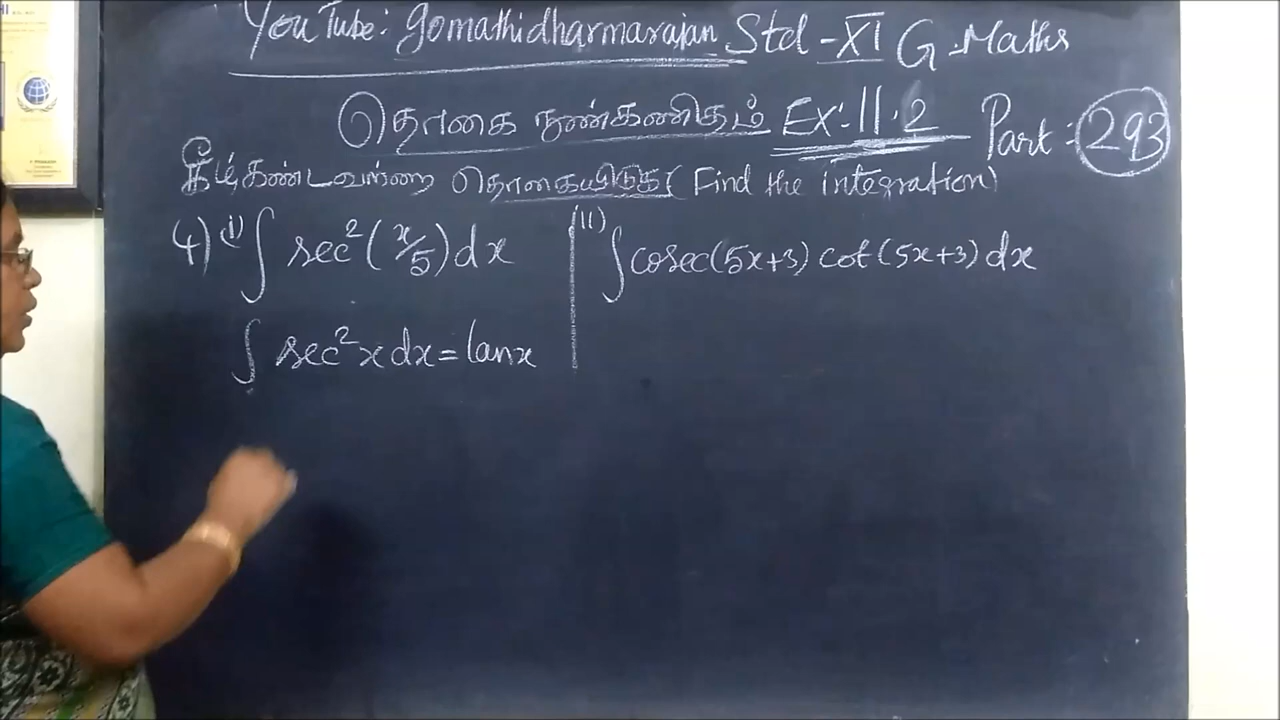 YouTube: gomathidharmarajan Std -XI G-Maths
தொகை நுண்கணிதம் Ex:11.2 Part: 293
கீழ்கண்டவற்றை தொகையிடுக (Find the integration)
4) (i) ∫ sec² (x/5) dx (ii) ∫ cosec(5x+3) cot(5x+3) dx
∫ sec² x dx = tan x